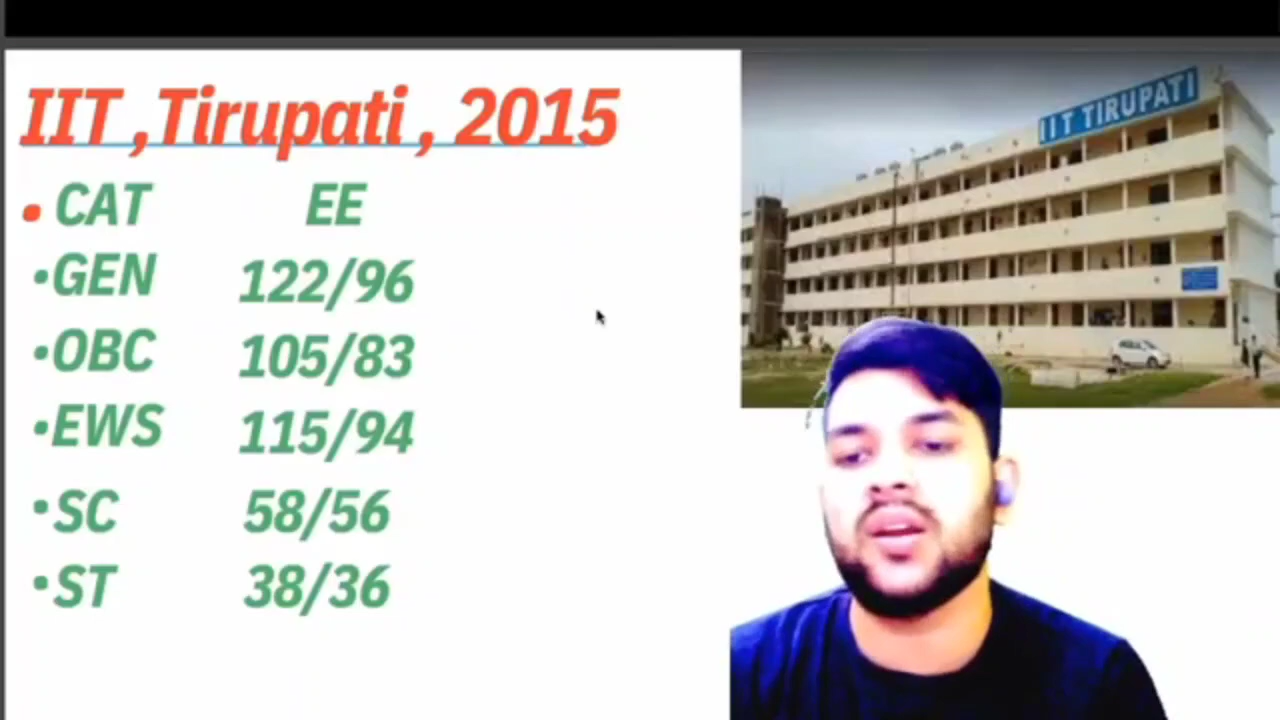 IIT ,Tirupati , 2015
• CAT EE
•GEN 122/96
•OBC 105/83
•EWS 115/94
•SC 58/56
•ST 38/36
IIT TIRUPATI